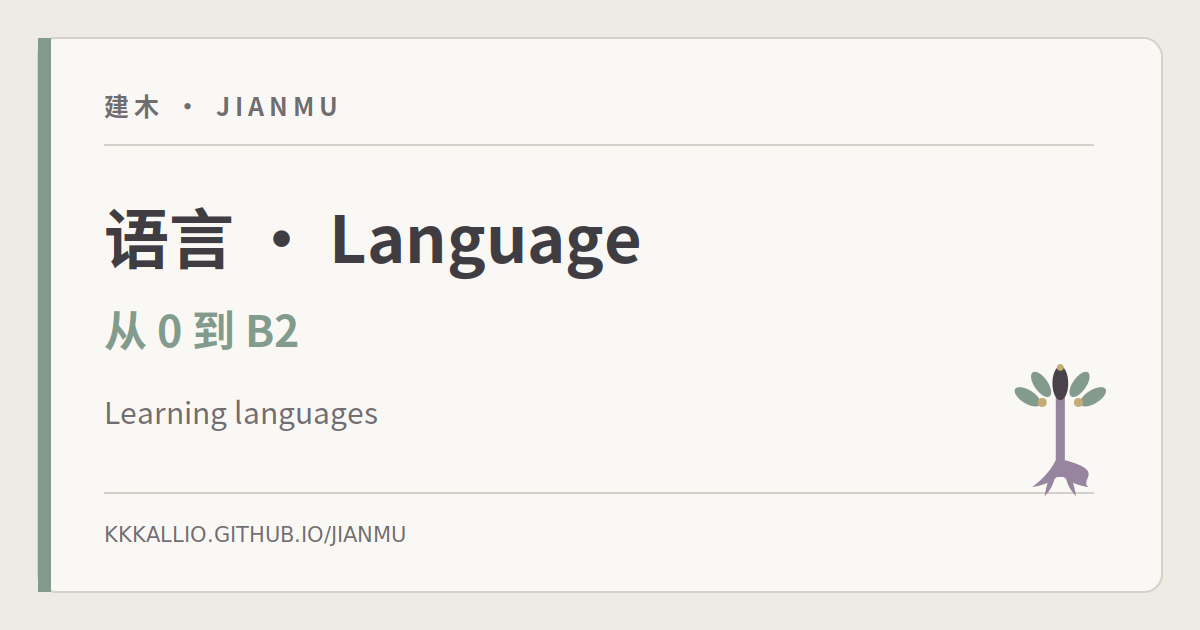 建木 · JIANMU
语言 · Language
从 0 到 B2
Learning languages
KKKALLIO.GITHUB.IO/JIANMU